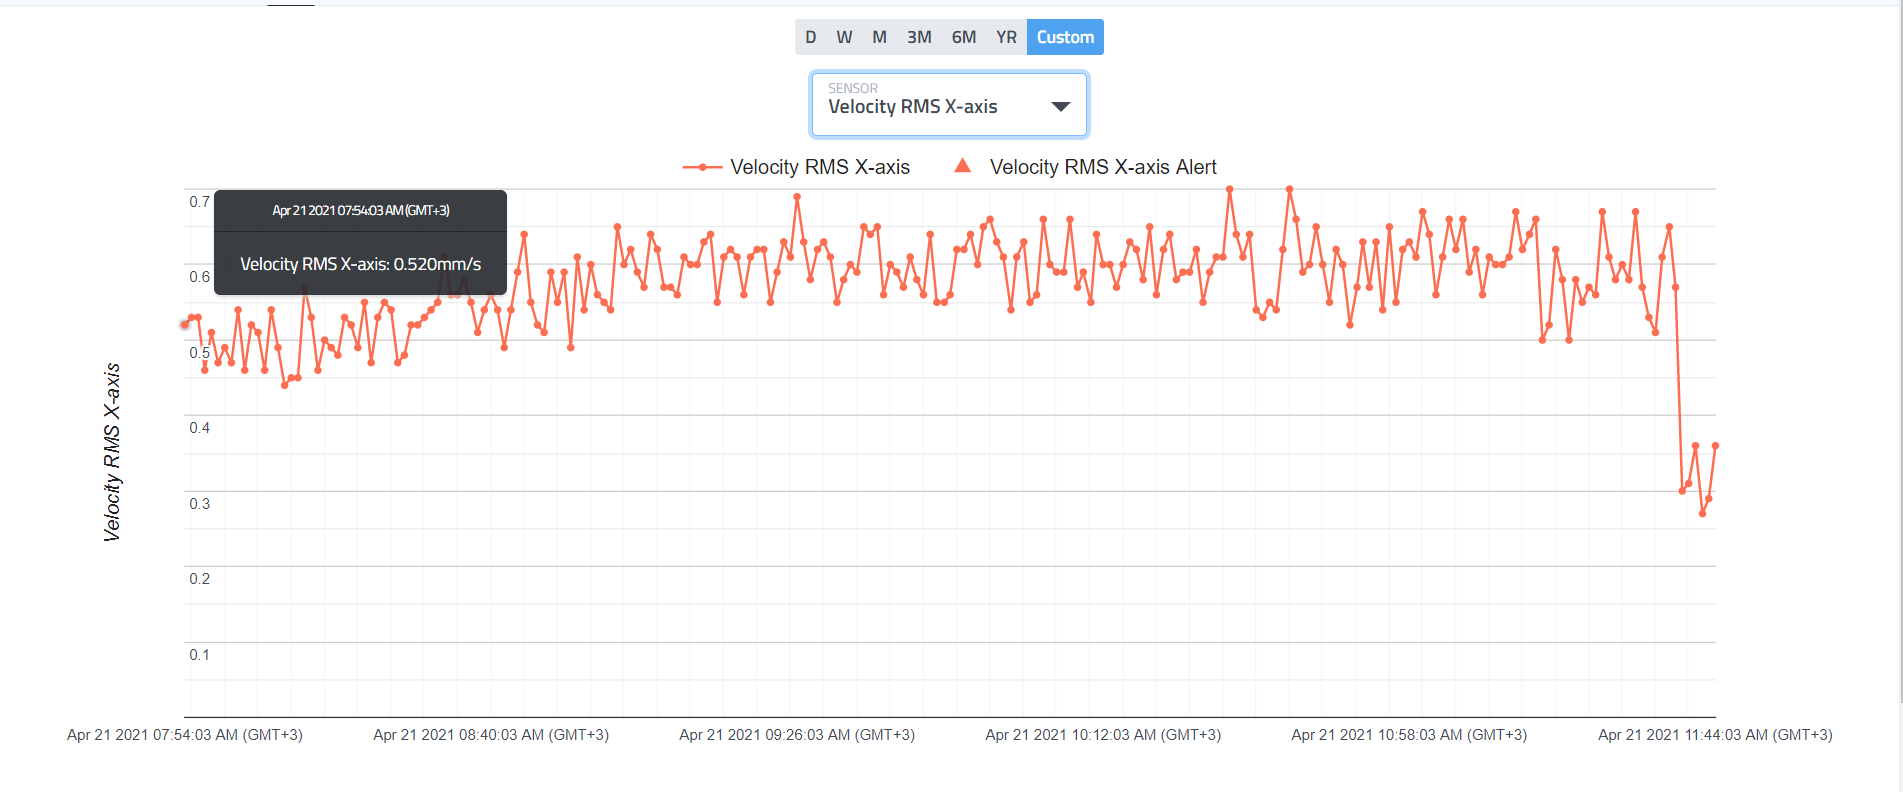 D W M 3M 6M YR Custom
SENSOR
Velocity RMS X-axis
Velocity RMS X-axis Velocity RMS X-axis Alert
0.7
Apr 21 2021 07:54:03 AM (GMT+3)
Velocity RMS X-axis: 0.520mm/s
0.6
0.5
0.4
0.3
0.2
0.1
Velocity RMS X-axis
Apr 21 2021 07:54:03 AM (GMT+3) Apr 21 2021 08:40:03 AM (GMT+3) Apr 21 2021 09:26:03 AM (GMT+3) Apr 21 2021 10:12:03 AM (GMT+3) Apr 21 2021 10:58:03 AM (GMT+3) Apr 21 2021 11:44:03 AM (GMT+3)